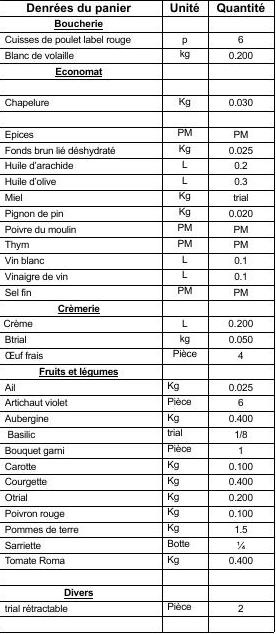 Denrées du panier Unité Quantité
Boucherie
Cuisses de poulet label rouge p 6
Blanc de volaille kg 0.200
Economat
Chapelure Kg 0.030
Epices PM PM
Fonds brun lié déshydraté Kg 0.025
Huile d'arachide L 0.2
Huile d'olive L 0.3
Miel Kg trial
Pignon de pin Kg 0.020
Poivre du moulin PM PM
Thym PM PM
Vin blanc L 0.1
Vinaigre de vin L 0.1
Sel fin PM PM
Crèmerie
Crème L 0.200
Btrial kg 0.050
Œuf frais Pièce 4
Fruits et légumes
Ail Kg 0.025
Artichaut violet Pièce 6
Aubergine Kg 0.400
Basilic trial 1/8
Bouquet garni Pièce 1
Carotte Kg 0.100
Courgette Kg 0.400
Otrial Kg 0.200
Poivron rouge Kg 0.100
Pommes de terre Kg 1.5
Sarriette Botte ¼
Tomate Roma Kg 0.400
Divers
trial rétractable Pièce 2